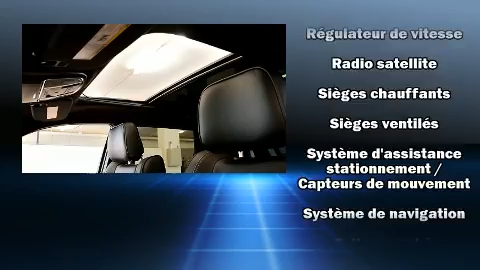 Régulateur de vitesse
Radio satellite
Sièges chauffants
Sièges ventilés
Système d'assistance
stationnement /
Capteurs de mouvement
Système de navigation